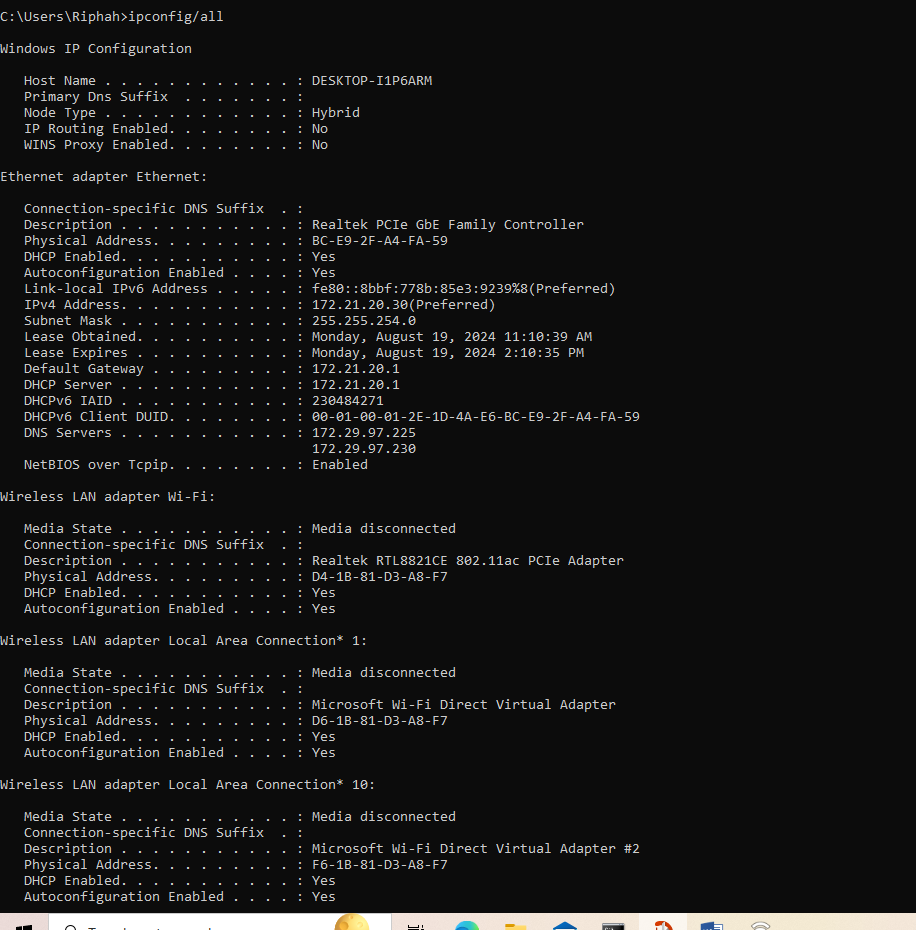 C:\Users\Riphah>ipconfig/all
Windows IP Configuration
Host Name . . . . . . . . . . . . : DESKTOP-I1P6ARM
Primary Dns Suffix  . . . . . . . :
Node Type . . . . . . . . . . . . : Hybrid
IP Routing Enabled. . . . . . . . : No
WINS Proxy Enabled. . . . . . . . : No
Ethernet adapter Ethernet:
Connection-specific DNS Suffix  . :
Description . . . . . . . . . . . : Realtek PCIe GbE Family Controller
Physical Address. . . . . . . . . : BC-E9-2F-A4-FA-59
DHCP Enabled. . . . . . . . . . . : Yes
Autoconfiguration Enabled . . . . : Yes
Link-local IPv6 Address . . . . . : fe80::8bbf:778b:85e3:9239%8(Preferred)
IPv4 Address. . . . . . . . . . . : 172.21.20.30(Preferred)
Subnet Mask . . . . . . . . . . . : 255.255.254.0
Lease Obtained. . . . . . . . . . : Monday, August 19, 2024 11:10:39 AM
Lease Expires . . . . . . . . . . : Monday, August 19, 2024 2:10:35 PM
Default Gateway . . . . . . . . . : 172.21.20.1
DHCP Server . . . . . . . . . . . : 172.21.20.1
DHCPv6 IAID . . . . . . . . . . . : 230484271
DHCPv6 Client DUID. . . . . . . . : 00-01-00-01-2E-1D-4A-E6-BC-E9-2F-A4-FA-59
DNS Servers . . . . . . . . . . . : 172.29.97.225
172.29.97.230
NetBIOS over Tcpip. . . . . . . . : Enabled
Wireless LAN adapter Wi-Fi:
Media State . . . . . . . . . . . : Media disconnected
Connection-specific DNS Suffix  . :
Description . . . . . . . . . . . : Realtek RTL8821CE 802.11ac PCIe Adapter
Physical Address. . . . . . . . . : D4-1B-81-D3-A8-F7
DHCP Enabled. . . . . . . . . . . : Yes
Autoconfiguration Enabled . . . . : Yes
Wireless LAN adapter Local Area Connection* 1:
Media State . . . . . . . . . . . : Media disconnected
Connection-specific DNS Suffix  . :
Description . . . . . . . . . . . : Microsoft Wi-Fi Direct Virtual Adapter
Physical Address. . . . . . . . . : D6-1B-81-D3-A8-F7
DHCP Enabled. . . . . . . . . . . : Yes
Autoconfiguration Enabled . . . . : Yes
Wireless LAN adapter Local Area Connection* 10:
Media State . . . . . . . . . . . : Media disconnected
Connection-specific DNS Suffix  . :
Description . . . . . . . . . . . : Microsoft Wi-Fi Direct Virtual Adapter #2
Physical Address. . . . . . . . . : F6-1B-81-D3-A8-F7
DHCP Enabled. . . . . . . . . . . : Yes
Autoconfiguration Enabled . . . . : Yes